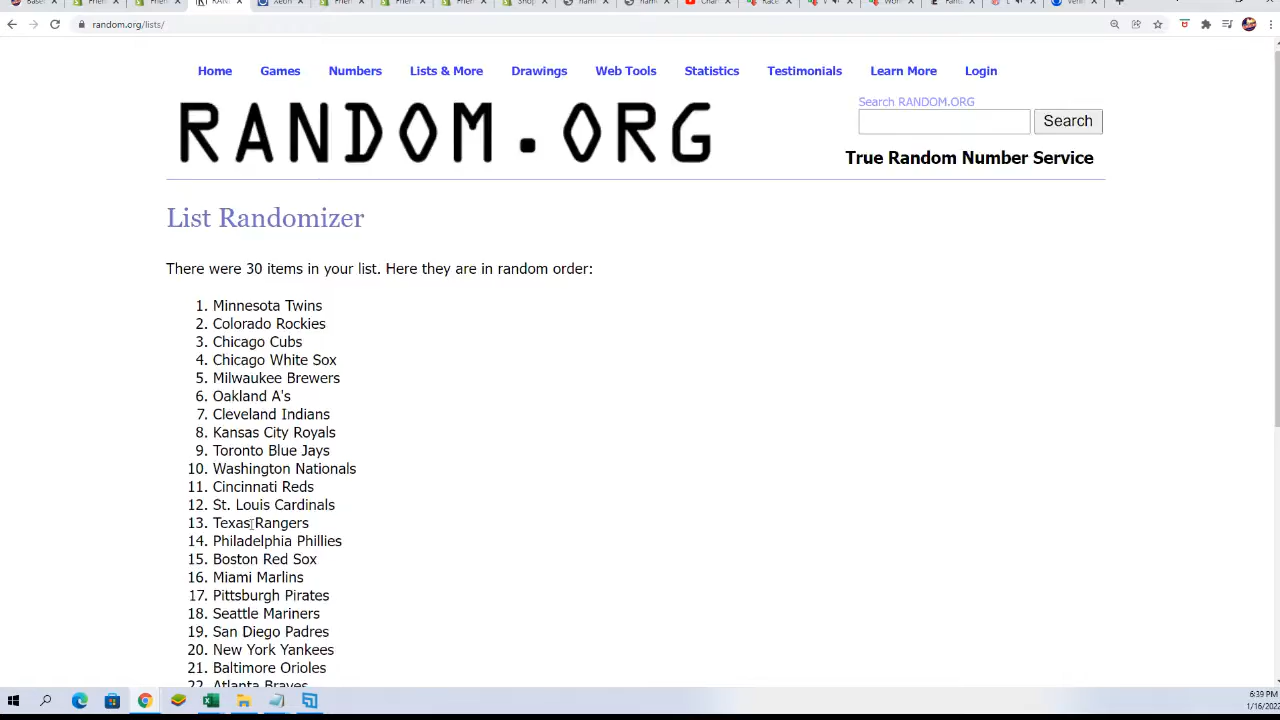 random.org/lists/
Home Games Numbers Lists & More Drawings Web Tools Statistics Testimonials Learn More Login
RANDOM.ORG
Search RANDOM.ORG
Search
True Random Number Service
List Randomizer
There were 30 items in your list. Here they are in random order:
1. Minnesota Twins
2. Colorado Rockies
3. Chicago Cubs
4. Chicago White Sox
5. Milwaukee Brewers
6. Oakland A's
7. Cleveland Indians
8. Kansas City Royals
9. Toronto Blue Jays
10. Washington Nationals
11. Cincinnati Reds
12. St. Louis Cardinals
13. Texas Rangers
14. Philadelphia Phillies
15. Boston Red Sox
16. Miami Marlins
17. Pittsburgh Pirates
18. Seattle Mariners
19. San Diego Padres
20. New York Yankees
21. Baltimore Orioles
22. Atlanta Braves
6:39 PM
1/16/2022